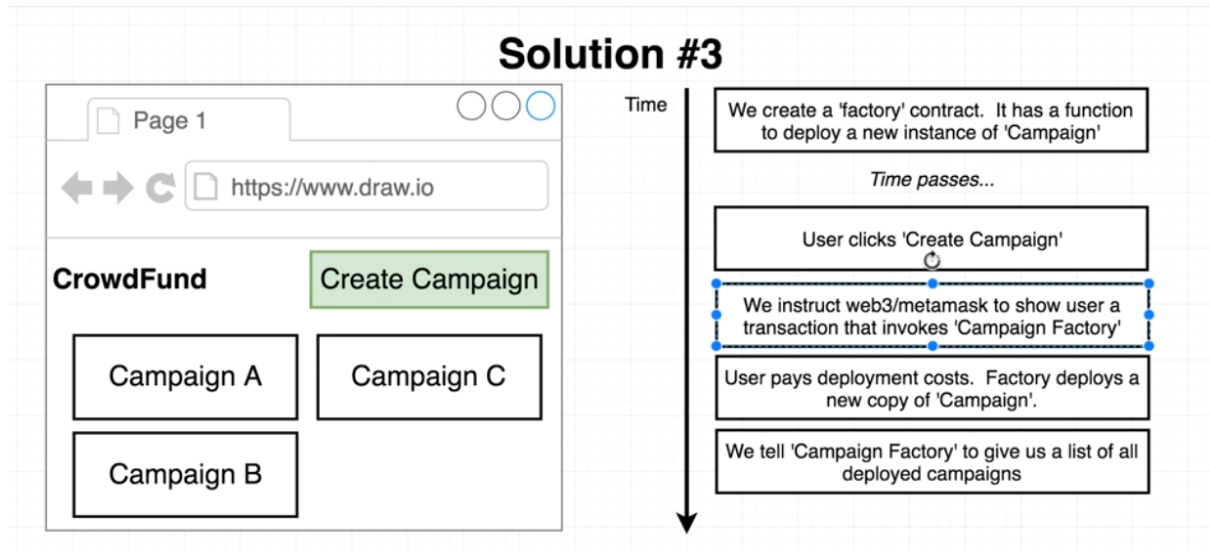 Solution #3
Page 1
https://www.draw.io
CrowdFund
Create Campaign
Campaign A
Campaign C
Campaign B
Time
We create a 'factory' contract.  It has a function
to deploy a new instance of 'Campaign'
Time passes...
User clicks 'Create Campaign'
We instruct web3/metamask to show user a
transaction that invokes 'Campaign Factory'
User pays deployment costs.  Factory deploys a
new copy of 'Campaign'.
We tell 'Campaign Factory' to give us a list of all
deployed campaigns